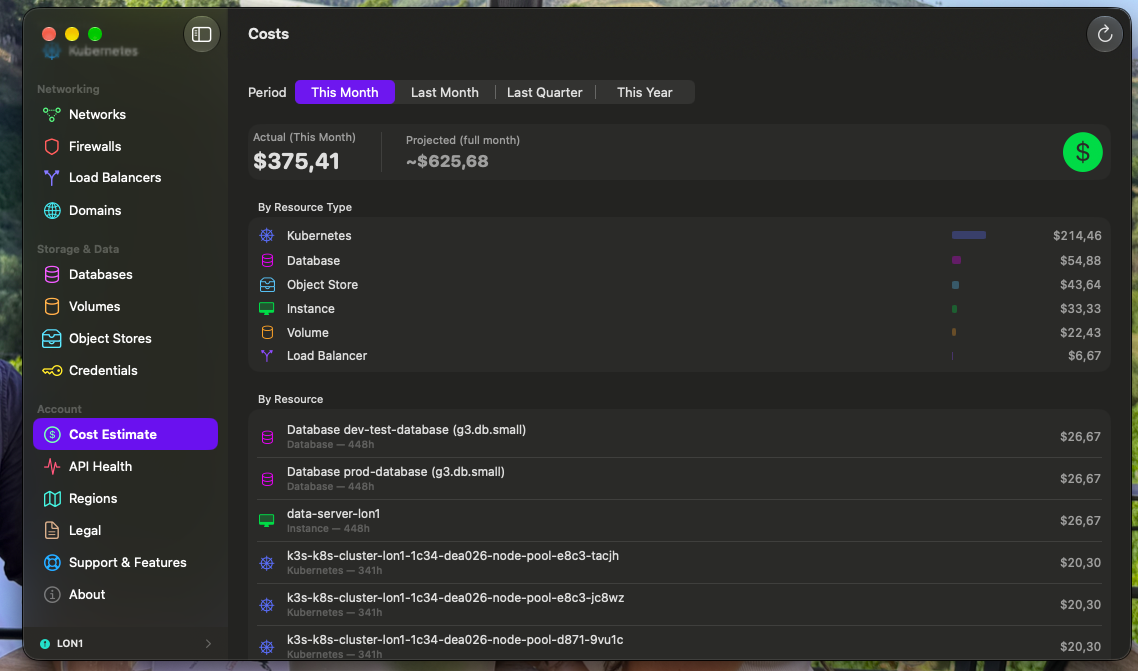 Kubernetes
Networking
Networks
Firewalls
Load Balancers
Domains
Storage & Data
Databases
Volumes
Object Stores
Credentials
Account
Cost Estimate
API Health
Regions
Legal
Support & Features
About
LON1
Costs
Period This Month Last Month Last Quarter This Year
Actual (This Month) Projected (full month)
$375,41 ~$625,68
By Resource Type
Kubernetes $214,46
Database $54,88
Object Store $43,64
Instance $33,33
Volume $22,43
Load Balancer $6,67
By Resource
Database dev-test-database (g3.db.small)
Database — 448h
$26,67
Database prod-database (g3.db.small)
Database — 448h
$26,67
data-server-lon1
Instance — 448h
$26,67
k3s-k8s-cluster-lon1-1c34-dea026-node-pool-e8c3-tacjh
Kubernetes — 341h
$20,30
k3s-k8s-cluster-lon1-1c34-dea026-node-pool-e8c3-jc8wz
Kubernetes — 341h
$20,30
k3s-k8s-cluster-lon1-1c34-dea026-node-pool-d871-9vu1c
Kubernetes — 341h
$20,30